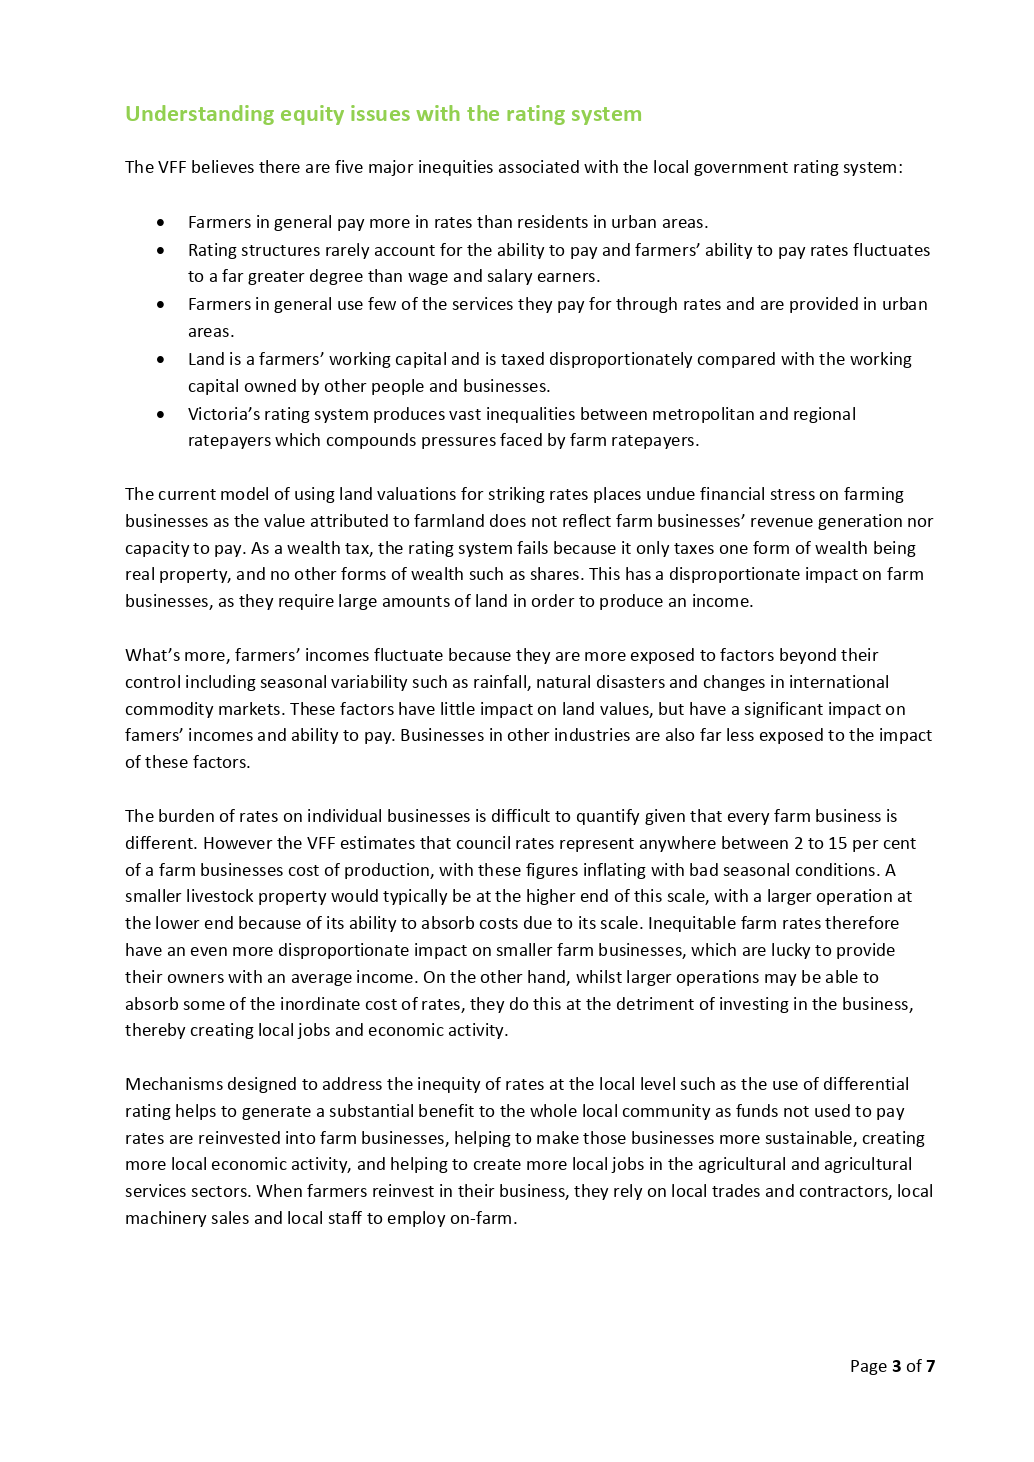 Understanding equity issues with the rating system
The VFF believes there are five major inequities associated with the local government rating system:
• Farmers in general pay more in rates than residents in urban areas.
• Rating structures rarely account for the ability to pay and farmers’ ability to pay rates fluctuates
to a far greater degree than wage and salary earners.
• Farmers in general use few of the services they pay for through rates and are provided in urban
areas.
• Land is a farmers’ working capital and is taxed disproportionately compared with the working
capital owned by other people and businesses.
• Victoria’s rating system produces vast inequalities between metropolitan and regional
ratepayers which compounds pressures faced by farm ratepayers.
The current model of using land valuations for striking rates places undue financial stress on farming
businesses as the value attributed to farmland does not reflect farm businesses’ revenue generation nor
capacity to pay. As a wealth tax, the rating system fails because it only taxes one form of wealth being
real property, and no other forms of wealth such as shares. This has a disproportionate impact on farm
businesses, as they require large amounts of land in order to produce an income.
What’s more, farmers’ incomes fluctuate because they are more exposed to factors beyond their
control including seasonal variability such as rainfall, natural disasters and changes in international
commodity markets. These factors have little impact on land values, but have a significant impact on
famers’ incomes and ability to pay. Businesses in other industries are also far less exposed to the impact
of these factors.
The burden of rates on individual businesses is difficult to quantify given that every farm business is
different. However the VFF estimates that council rates represent anywhere between 2 to 15 per cent
of a farm businesses cost of production, with these figures inflating with bad seasonal conditions. A
smaller livestock property would typically be at the higher end of this scale, with a larger operation at
the lower end because of its ability to absorb costs due to its scale. Inequitable farm rates therefore
have an even more disproportionate impact on smaller farm businesses, which are lucky to provide
their owners with an average income. On the other hand, whilst larger operations may be able to
absorb some of the inordinate cost of rates, they do this at the detriment of investing in the business,
thereby creating local jobs and economic activity.
Mechanisms designed to address the inequity of rates at the local level such as the use of differential
rating helps to generate a substantial benefit to the whole local community as funds not used to pay
rates are reinvested into farm businesses, helping to make those businesses more sustainable, creating
more local economic activity, and helping to create more local jobs in the agricultural and agricultural
services sectors. When farmers reinvest in their business, they rely on local trades and contractors, local
machinery sales and local staff to employ on-farm.
Page 3 of 7